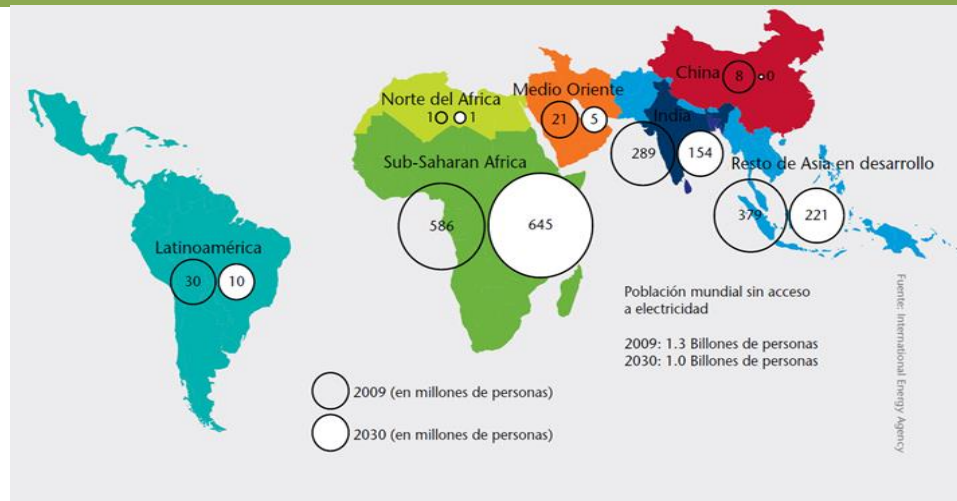 China
8
0
Medio Oriente
21
5
Norte del Africa
1
1
India
289
154
Sub-Saharan Africa
586
645
Resto de Asia en desarrollo
379
221
Latinoamérica
30
10
Población mundial sin acceso
a electricidad
2009: 1.3 Billones de personas
2030: 1.0 Billones de personas
2009 (en millones de personas)
2030 (en millones de personas)
Fuente: International Energy Agency